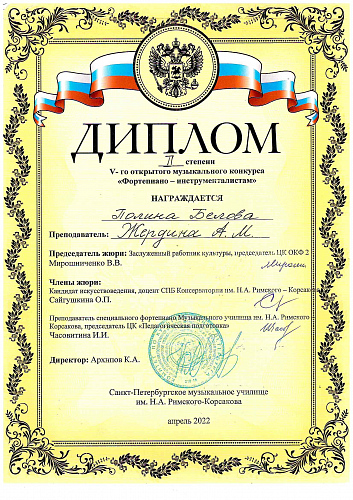 ДИПЛОМ
II степени
V- го открытого музыкального конкурса
«Фортепиано – инструменталистам»
НАГРАЖДАЕТСЯ
Полина Белова
Преподаватель: Жердина А.М.
Председатель жюри: Заслуженный работник культуры, председатель ЦК ОКФ 2
Мирошниченко В.В.
Члены жюри:
Кандидат искусствоведения, доцент СПБ Консерватории им. Н.А. Римского – Корсакова
Сайгушкина О.П.
Преподаватель специального фортепиано Музыкального училища им. Н.А. Римского
Корсакова, председатель ЦК «Педагогическая подготовка»
Часовитина И.И.
Директор: Архипов К.А.
Санкт-Петербургское музыкальное училище
им. Н.А. Римского-Корсакова
апрель 2022